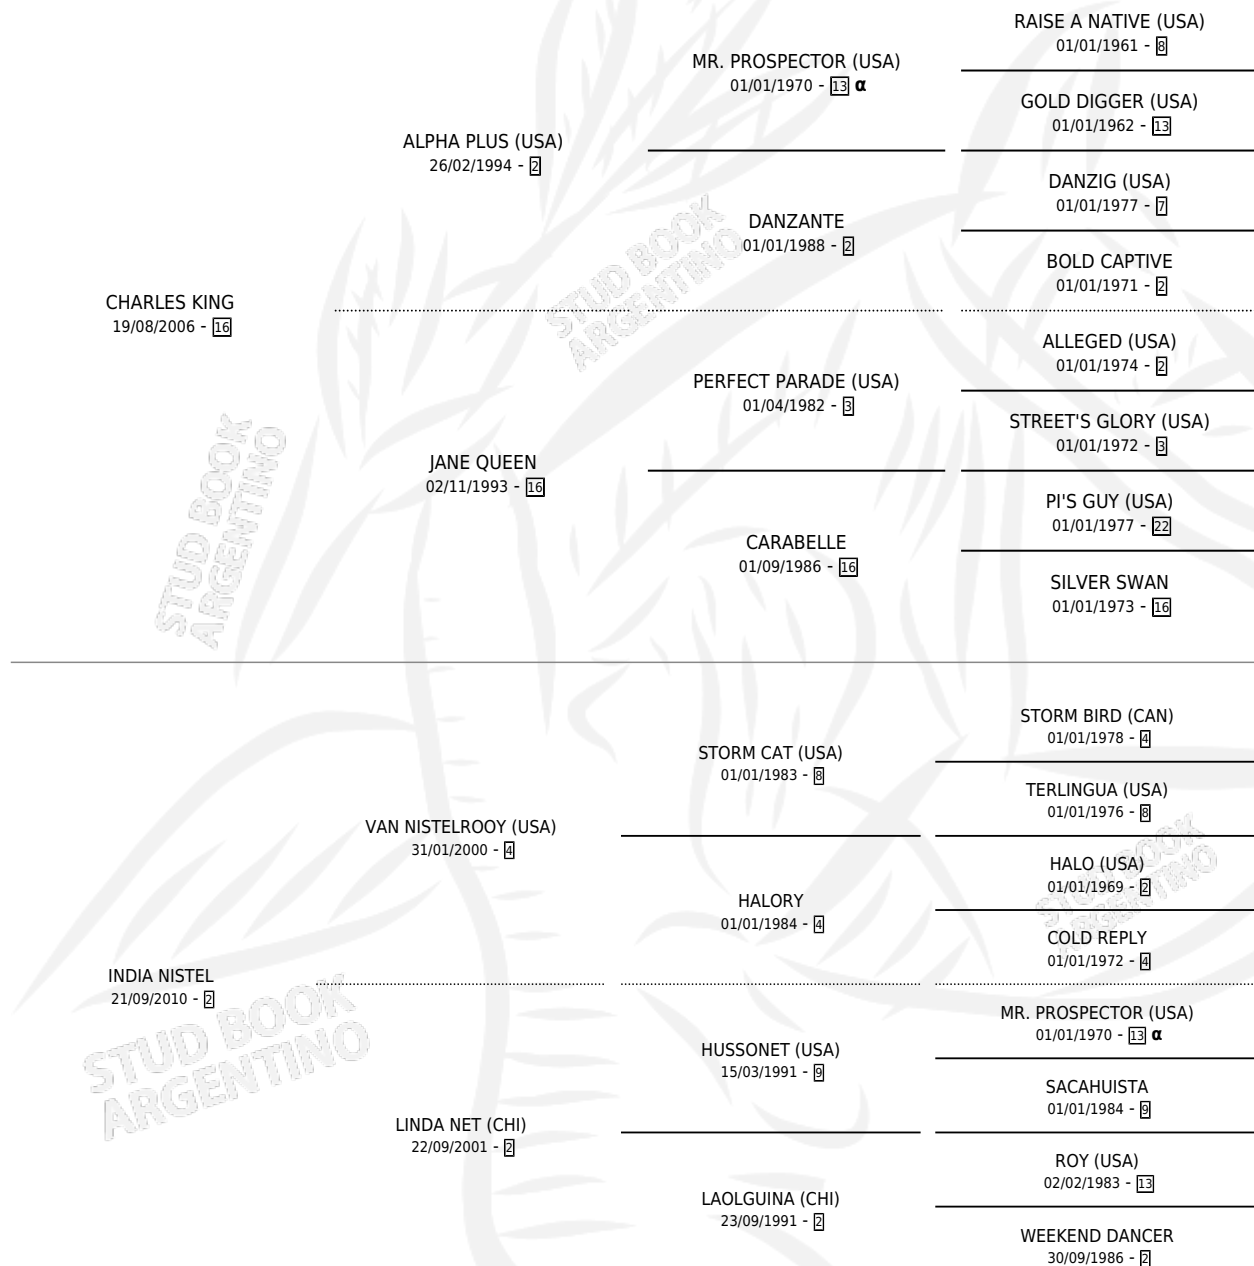 RAISE A NATIVE (USA)
01/01/1961 - 8
MR. PROSPECTOR (USA)
01/01/1970 - 13 α
GOLD DIGGER (USA)
01/01/1962 - 13
ALPHA PLUS (USA)
26/02/1994 - 2
DANZIG (USA)
01/01/1977 - 7
DANZANTE
01/01/1988 - 2
BOLD CAPTIVE
01/01/1971 - 2
CHARLES KING
19/08/2006 - 16
ALLEGED (USA)
01/01/1974 - 2
PERFECT PARADE (USA)
01/04/1982 - 3
STREET'S GLORY (USA)
01/01/1972 - 3
JANE QUEEN
02/11/1993 - 16
PI'S GUY (USA)
01/01/1977 - 22
CARABELLE
01/09/1986 - 16
SILVER SWAN
01/01/1973 - 16
STORM BIRD (CAN)
01/01/1978 - 4
STORM CAT (USA)
01/01/1983 - 8
TERLINGUA (USA)
01/01/1976 - 8
VAN NISTELROOY (USA)
31/01/2000 - 4
HALO (USA)
01/01/1969 - 2
HALORY
01/01/1984 - 4
COLD REPLY
01/01/1972 - 4
INDIA NISTEL
21/09/2010 - 2
MR. PROSPECTOR (USA)
01/01/1970 - 13 α
HUSSONET (USA)
15/03/1991 - 9
SACAHUISTA
01/01/1984 - 9
LINDA NET (CHI)
22/09/2001 - 2
ROY (USA)
02/02/1983 - 13
LAOLGUINA (CHI)
23/09/1991 - 2
WEEKEND DANCER
30/09/1986 - 2
STUD BOOK
ARGENTINO
STUD BOOK
ARGENTINO
STUD BOOK
ARGENTINO
STUD BOOK
ARGENTINO